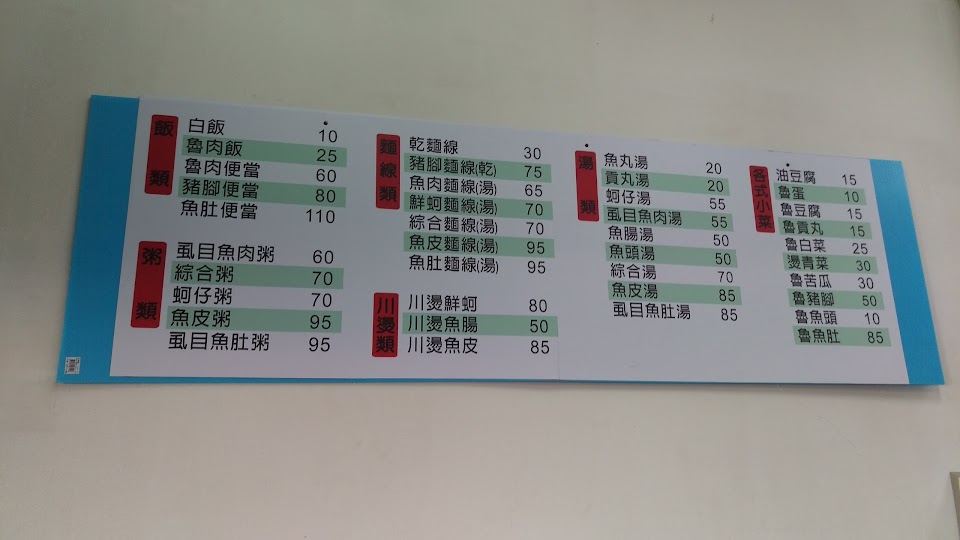 飯類
白飯 10
魯肉飯 25
魯肉便當 60
豬腳便當 80
魚肚便當 110
粥類
虱目魚肉粥 60
綜合粥 70
蚵仔粥 70
魚皮粥 95
虱目魚肚粥 95
麵線類
乾麵線 30
豬腳麵線(乾) 75
魚肉麵線(湯) 65
鮮蚵麵線(湯) 70
綜合麵線(湯) 70
魚皮麵線(湯) 95
魚肚麵線(湯) 95
川燙類
川燙鮮蚵 80
川燙魚腸 50
川燙魚皮 85
湯類
魚丸湯 20
貢丸湯 20
蚵仔湯 55
虱目魚肉湯 55
魚腸湯 50
魚頭湯 50
綜合湯 70
魚皮湯 85
虱目魚肚湯 85
各式小菜
油豆腐 15
魯蛋 10
魯豆腐 15
魯貢丸 15
魯白菜 25
燙青菜 30
魯苦瓜 30
魯豬腳 50
魯魚頭 10
魯魚肚 85